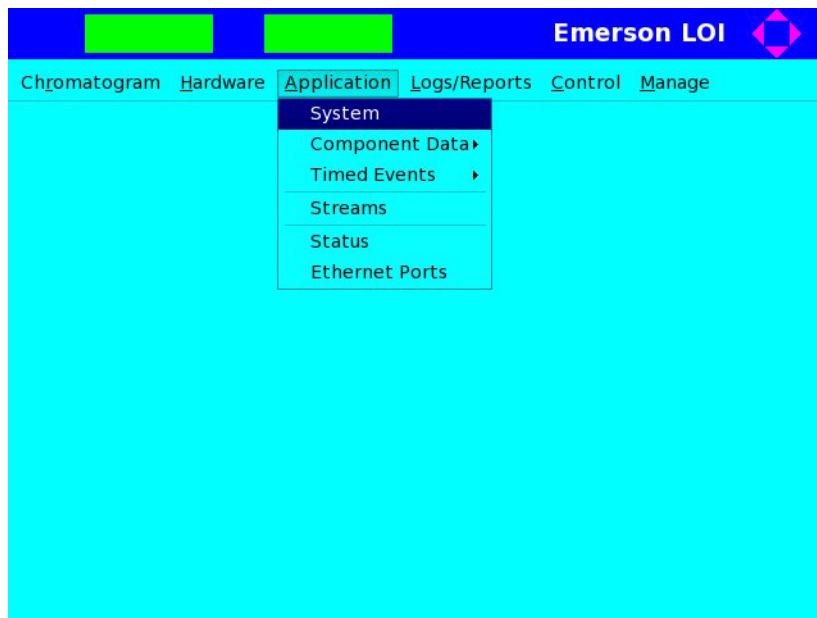 Emerson LOI
Chromatogram Hardware Application Logs/Reports Control Manage
System
Component Data
Timed Events
Streams
Status
Ethernet Ports